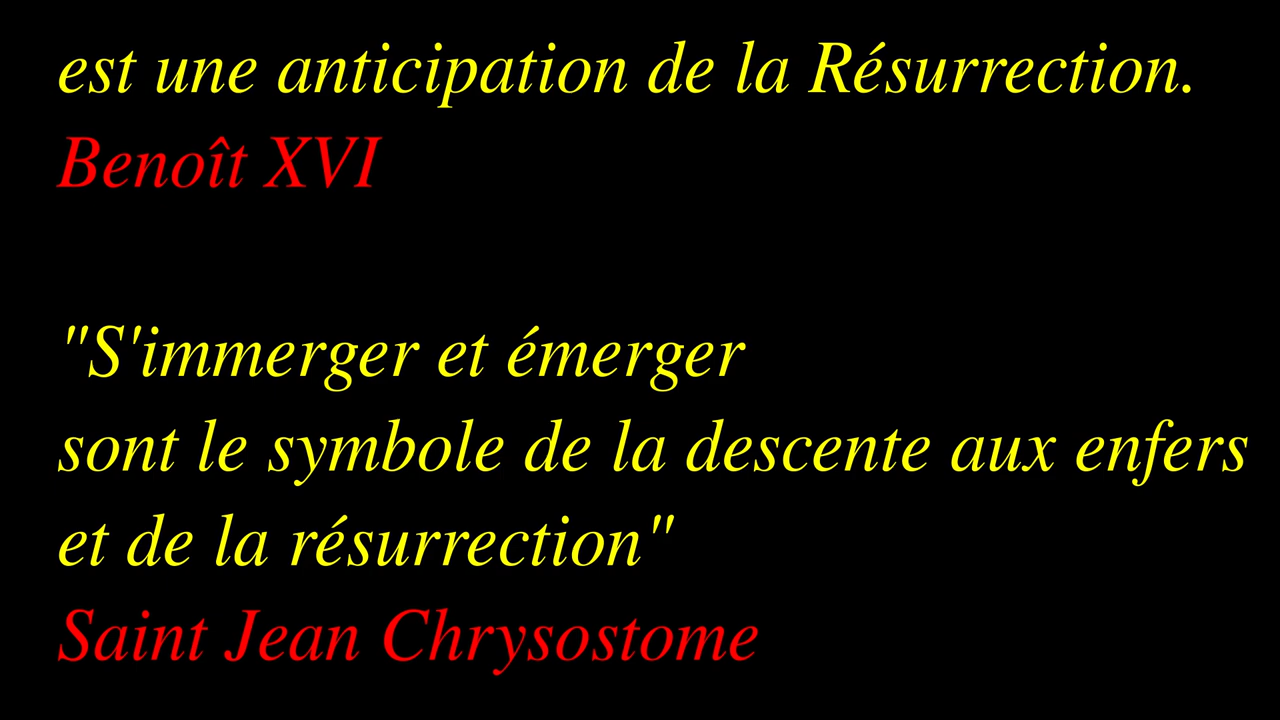 est une anticipation de la Résurrection.
Benoît XVI
"S'immerger et émerger
sont le symbole de la descente aux enfers
et de la résurrection"
Saint Jean Chrysostome